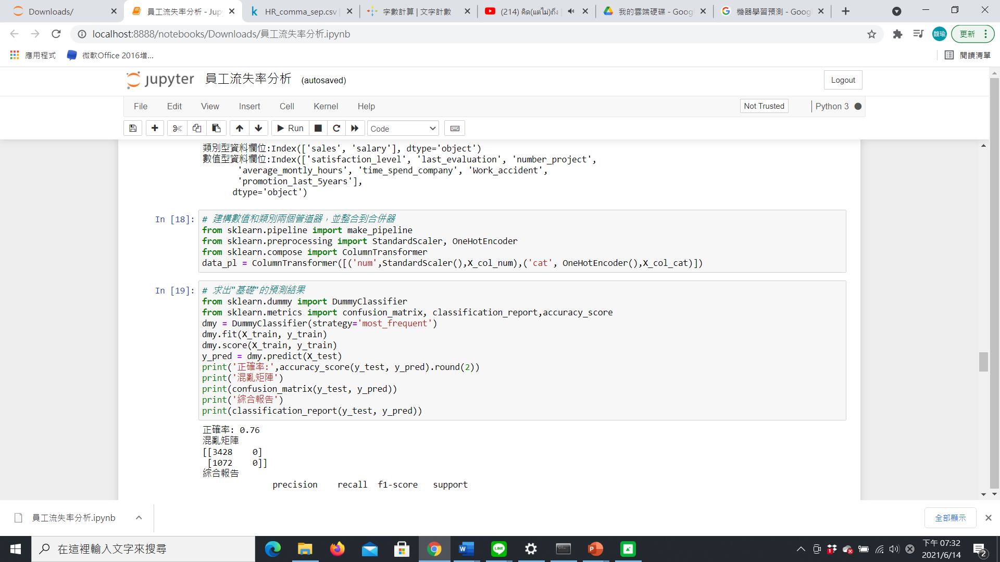 Downloads/
員工流失率分析 - Jup
HR_comma_sep.csv
字數計算 | 文字計數
(214) คิด(แต่ไม่)ถึง
我的雲端硬碟 - Goog
機器學習預測 - Goog
localhost:8888/notebooks/Downloads/員工流失率分析.ipynb
馥瑜
更新
應用程式
微軟Office 2016增...
閱讀清單
jupyter 員工流失率分析 (autosaved)
Logout
File Edit View Insert Cell Kernel Help
Not Trusted
Python 3
Run
Code
類別型資料欄位:Index(['sales', 'salary'], dtype='object')
數值型資料欄位:Index(['satisfaction_level', 'last_evaluation', 'number_project',
'average_montly_hours', 'time_spend_company', 'Work_accident',
'promotion_last_5years'],
dtype='object')
In [18]:
# 建構數值和類別兩個管道器，並整合到合併器
from sklearn.pipeline import make_pipeline
from sklearn.preprocessing import StandardScaler, OneHotEncoder
from sklearn.compose import ColumnTransformer
data_pl = ColumnTransformer([('num',StandardScaler(),X_col_num),('cat', OneHotEncoder(),X_col_cat)])
In [19]:
# 求出"基礎"的預測結果
from sklearn.dummy import DummyClassifier
from sklearn.metrics import confusion_matrix, classification_report,accuracy_score
dmy = DummyClassifier(strategy='most_frequent')
dmy.fit(X_train, y_train)
dmy.score(X_train, y_train)
y_pred = dmy.predict(X_test)
print('正確率:',accuracy_score(y_test, y_pred).round(2))
print('混亂矩陣')
print(confusion_matrix(y_test, y_pred))
print('綜合報告')
print(classification_report(y_test, y_pred))
正確率: 0.76
混亂矩陣
[[3428 0]
[1072 0]]
綜合報告
precision recall f1-score support
員工流失率分析.ipynb
全部顯示
在這裡輸入文字來搜尋
下午 07:32
2021/6/14
2